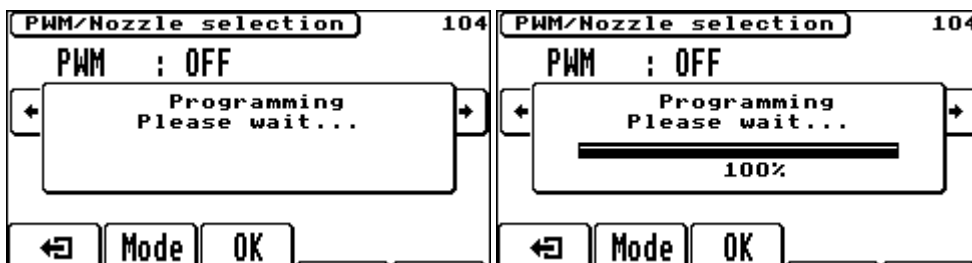 PWM/Nozzle selection 104
PWM : OFF
Programming
Please wait...
Mode OK
PWM/Nozzle selection 104
PWM : OFF
Programming
Please wait...
100%
Mode OK